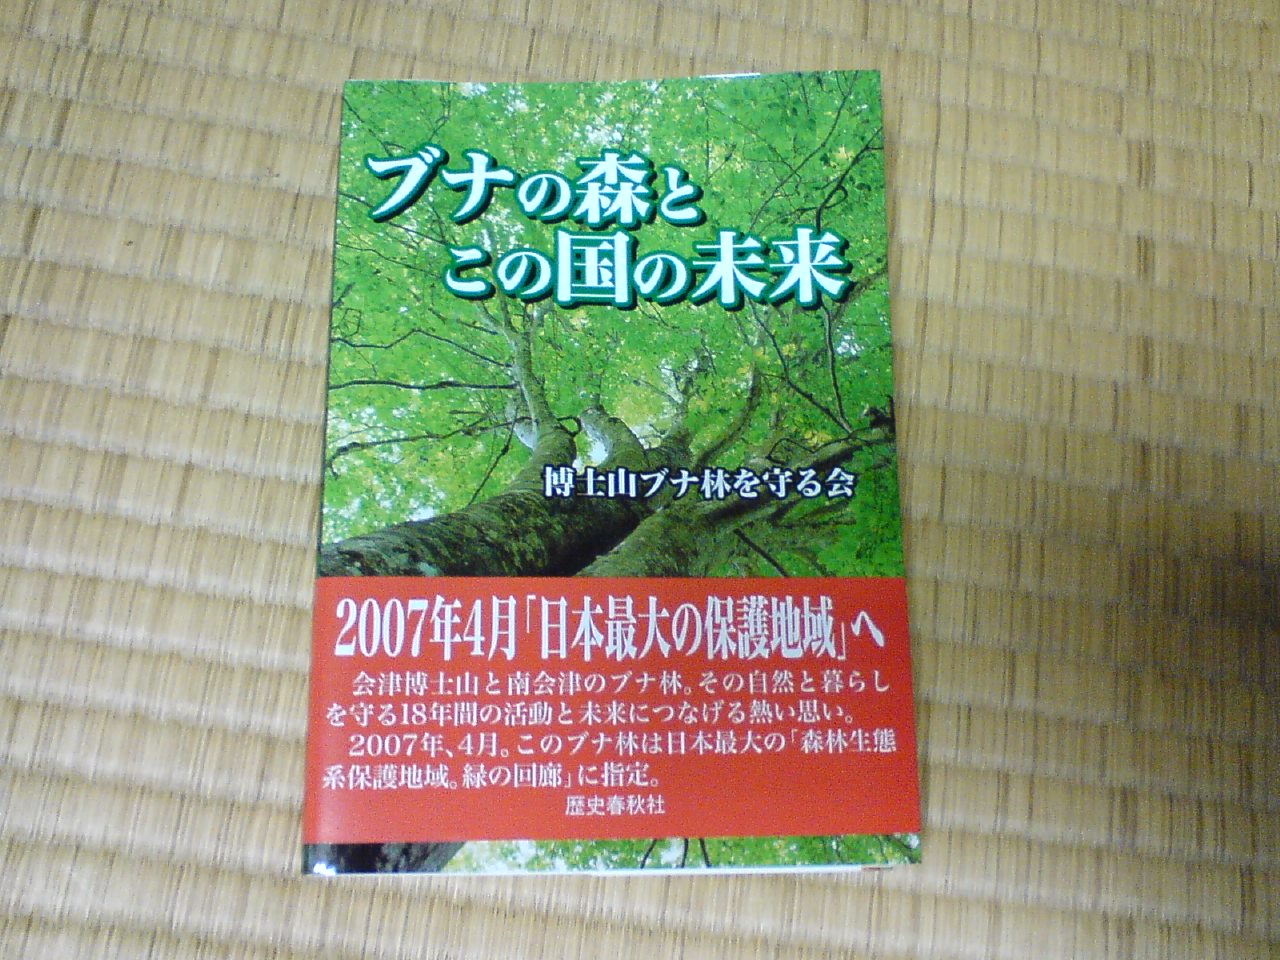 ブナの森と
この国の未来
博士山ブナ林を守る会
2007年4月「日本最大の保護地域」へ
会津博士山と南会津のブナ林。その自然と暮らし
を守る18年間の活動と未来につなげる熱い思い。
2007年、4月。このブナ林は日本最大の「森林生態
系保護地域。緑の回廊」に指定。
歴史春秋社